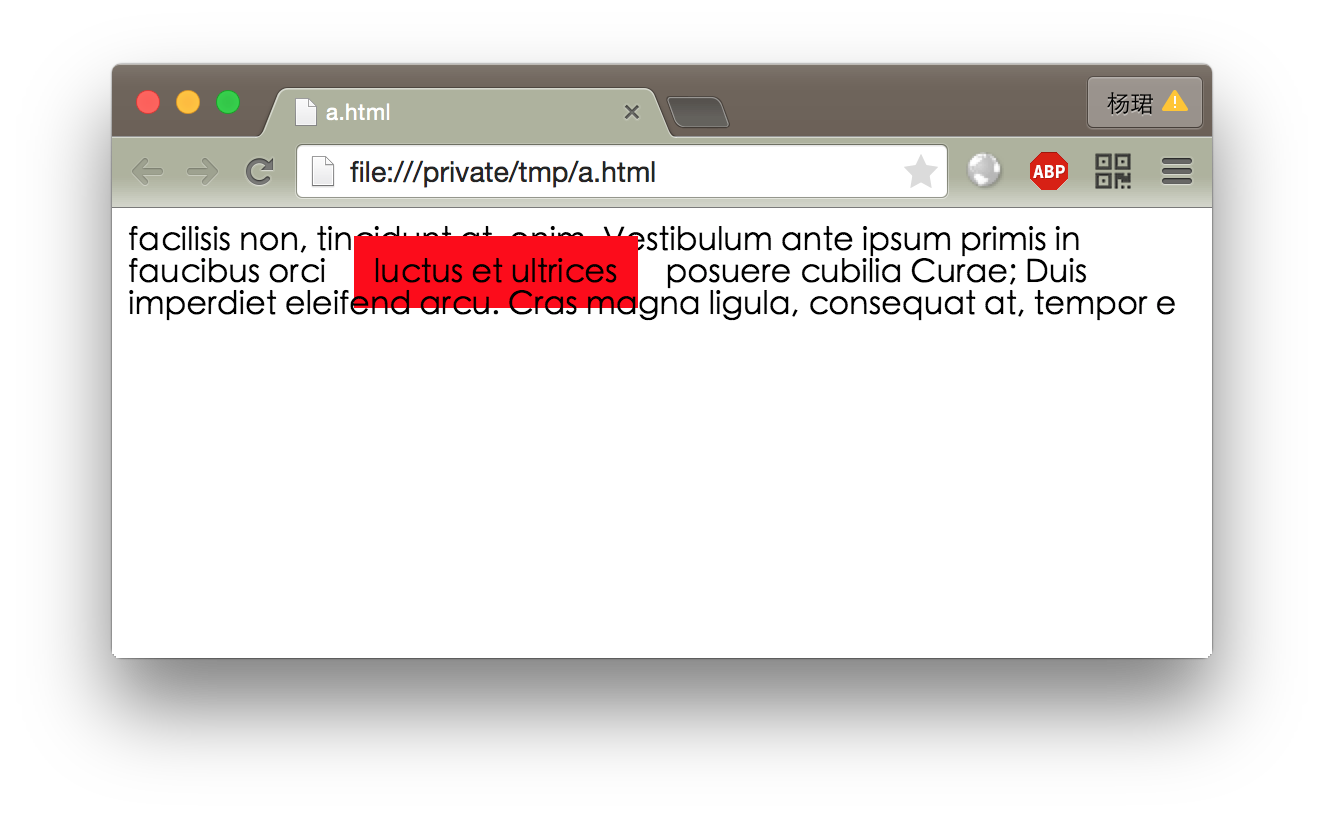 a.html
杨珺
file:///private/tmp/a.html
ABP
facilisis non, tincidunt at, enim. Vestibulum ante ipsum primis in
faucibus orci luctus et ultrices posuere cubilia Curae; Duis
imperdiet eleifend arcu. Cras magna ligula, consequat at, tempor e